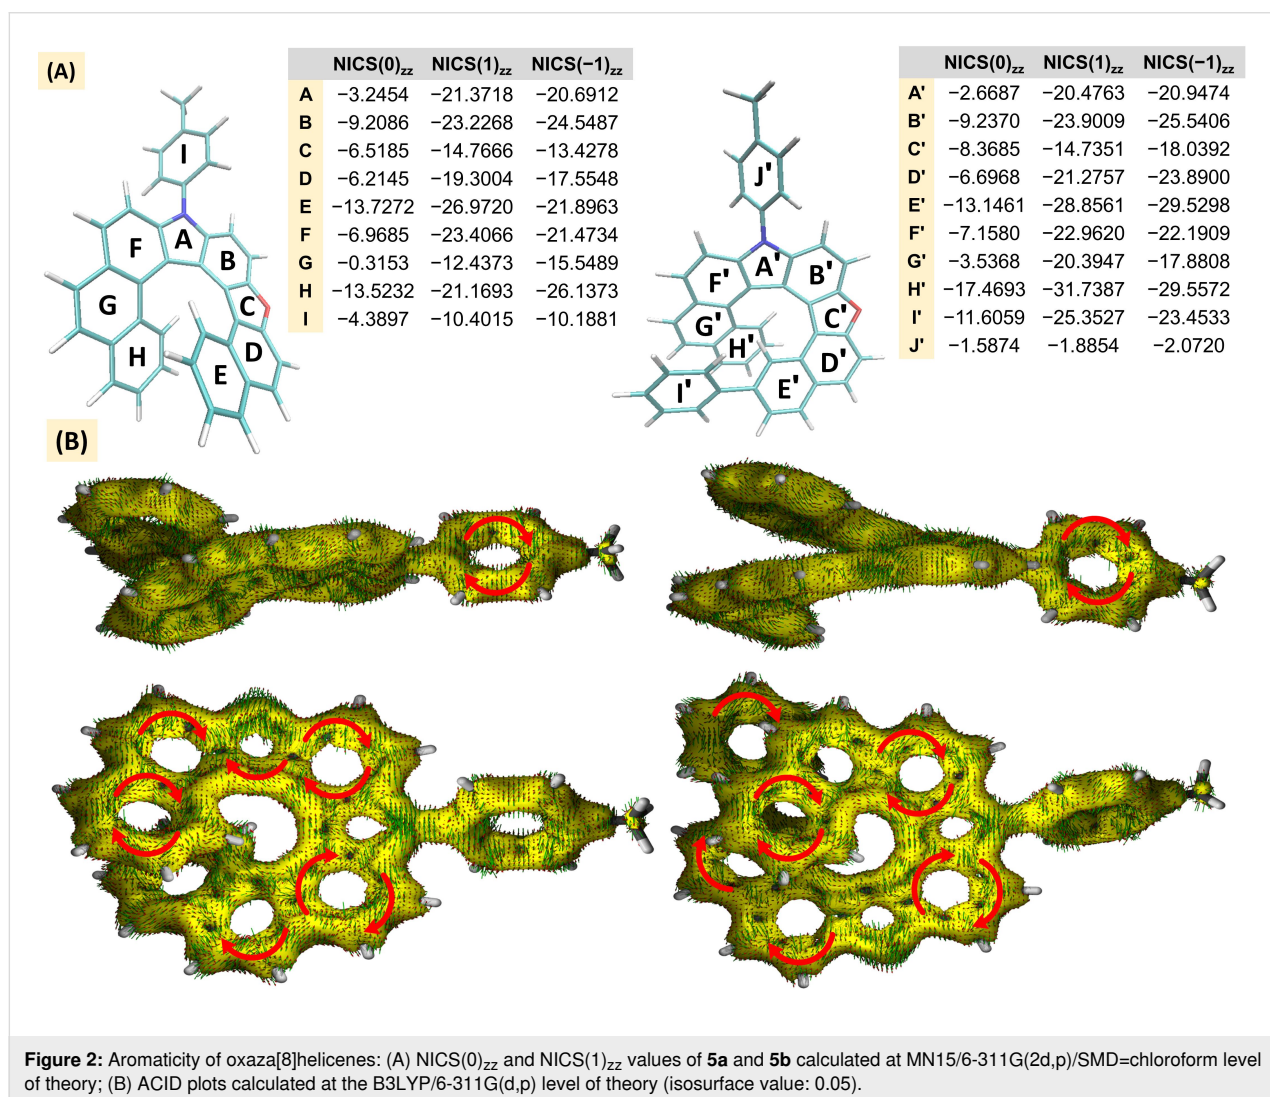 (A)
NICS(0)zz NICS(1)zz NICS(−1)zz
A −3.2454 −21.3718 −20.6912
B −9.2086 −23.2268 −24.5487
C −6.5185 −14.7666 −13.4278
D −6.2145 −19.3004 −17.5548
E −13.7272 −26.9720 −21.8963
F −6.9685 −23.4066 −21.4734
G −0.3153 −12.4373 −15.5489
H −13.5232 −21.1693 −26.1373
I −4.3897 −10.4015 −10.1881
I
F A B
G C
H E D
NICS(0)zz NICS(1)zz NICS(−1)zz
A' −2.6687 −20.4763 −20.9474
B' −9.2370 −23.9009 −25.5406
C' −8.3685 −14.7351 −18.0392
D' −6.6968 −21.2757 −23.8900
E' −13.1461 −28.8561 −29.5298
F' −7.1580 −22.9620 −22.1909
G' −3.5368 −20.3947 −17.8808
H' −17.4693 −31.7387 −29.5572
I' −11.6059 −25.3527 −23.4533
J' −1.5874 −1.8854 −2.0720
J'
F' A' B'
G' C'
H' D'
I' E'
(B)
Figure 2: Aromaticity of oxaza[8]helicenes: (A) NICS(0)zz and NICS(1)zz values of 5a and 5b calculated at MN15/6-311G(2d,p)/SMD=chloroform level
of theory; (B) ACID plots calculated at the B3LYP/6-311G(d,p) level of theory (isosurface value: 0.05).